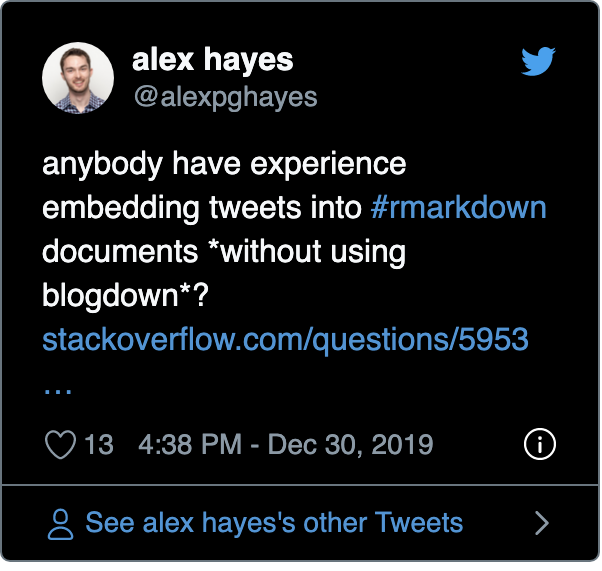 alex hayes
@alexpghayes
anybody have experience
embedding tweets into #rmarkdown
documents *without using
blogdown*?
stackoverflow.com/questions/5953
…
13 4:38 PM - Dec 30, 2019
See alex hayes's other Tweets